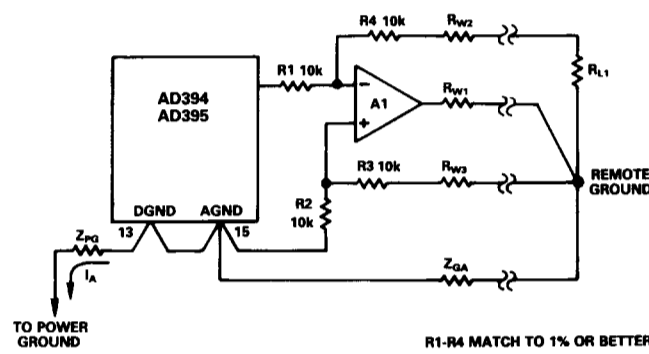 R4 10k
RW2
R1 10k
RL1
AD394
AD395
−
A1
+
RW1
R3 10k
RW3
REMOTE
GROUND
R2
10k
DGND
AGND
13
15
ZPG
IA
ZGA
TO POWER
GROUND
R1-R4 MATCH TO 1% OR BETTER